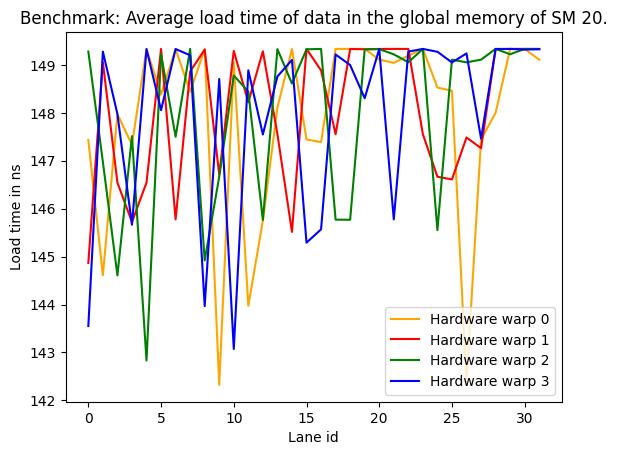 Benchmark: Average load time of data in the global memory of SM 20.
Load time in ns
149
148
147
146
145
144
143
142
0
5
10
15
20
25
30
Lane id
Hardware warp 0
Hardware warp 1
Hardware warp 2
Hardware warp 3